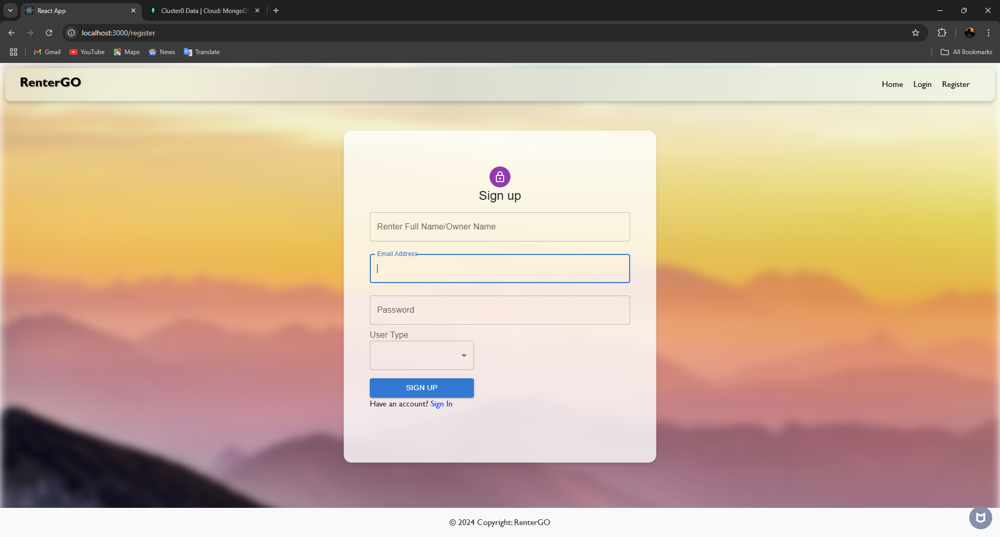 React App
Cluster0 Data | Cloud: MongoD
localhost:3000/register
Gmail YouTube Maps News Translate All Bookmarks
RenterGO
Home Login Register
Sign up
Renter Full Name/Owner Name
Email Address
Password
User Type
SIGN UP
Have an account? Sign In
© 2024 Copyright: RenterGO